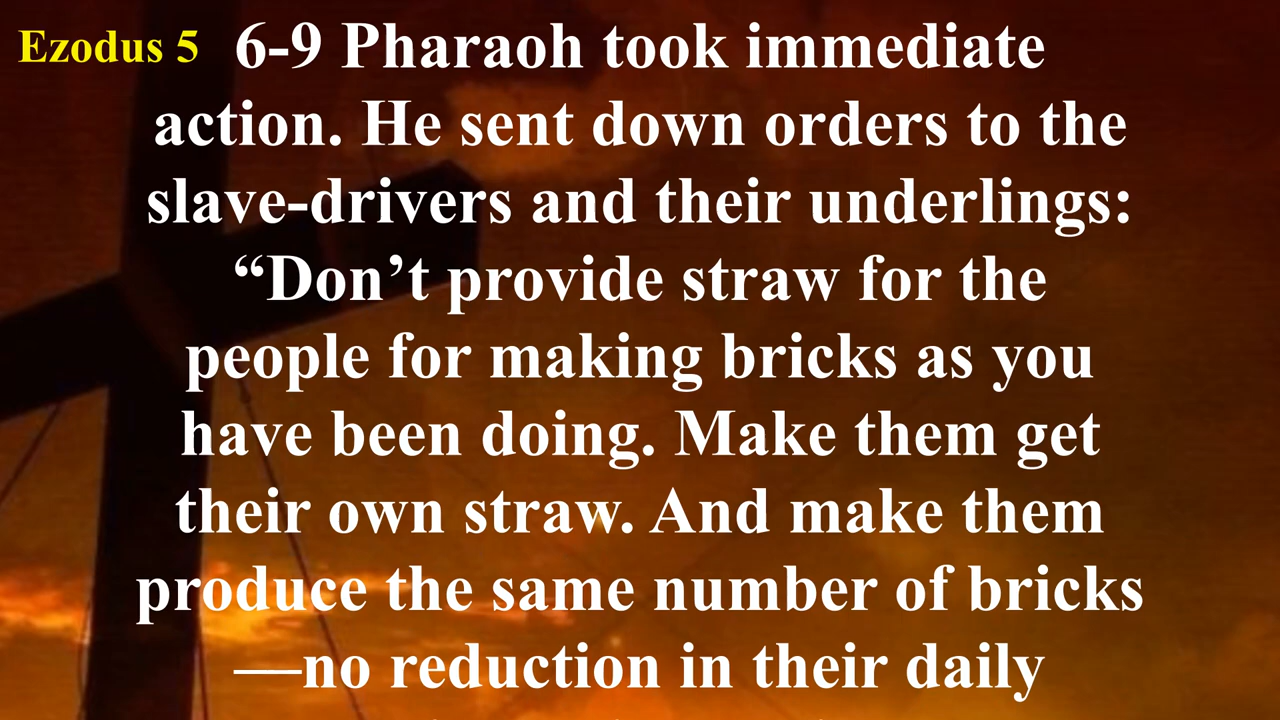 Ezodus 5
6-9 Pharaoh took immediate
action. He sent down orders to the
slave-drivers and their underlings:
“Don’t provide straw for the
people for making bricks as you
have been doing. Make them get
their own straw. And make them
produce the same number of bricks
—no reduction in their daily